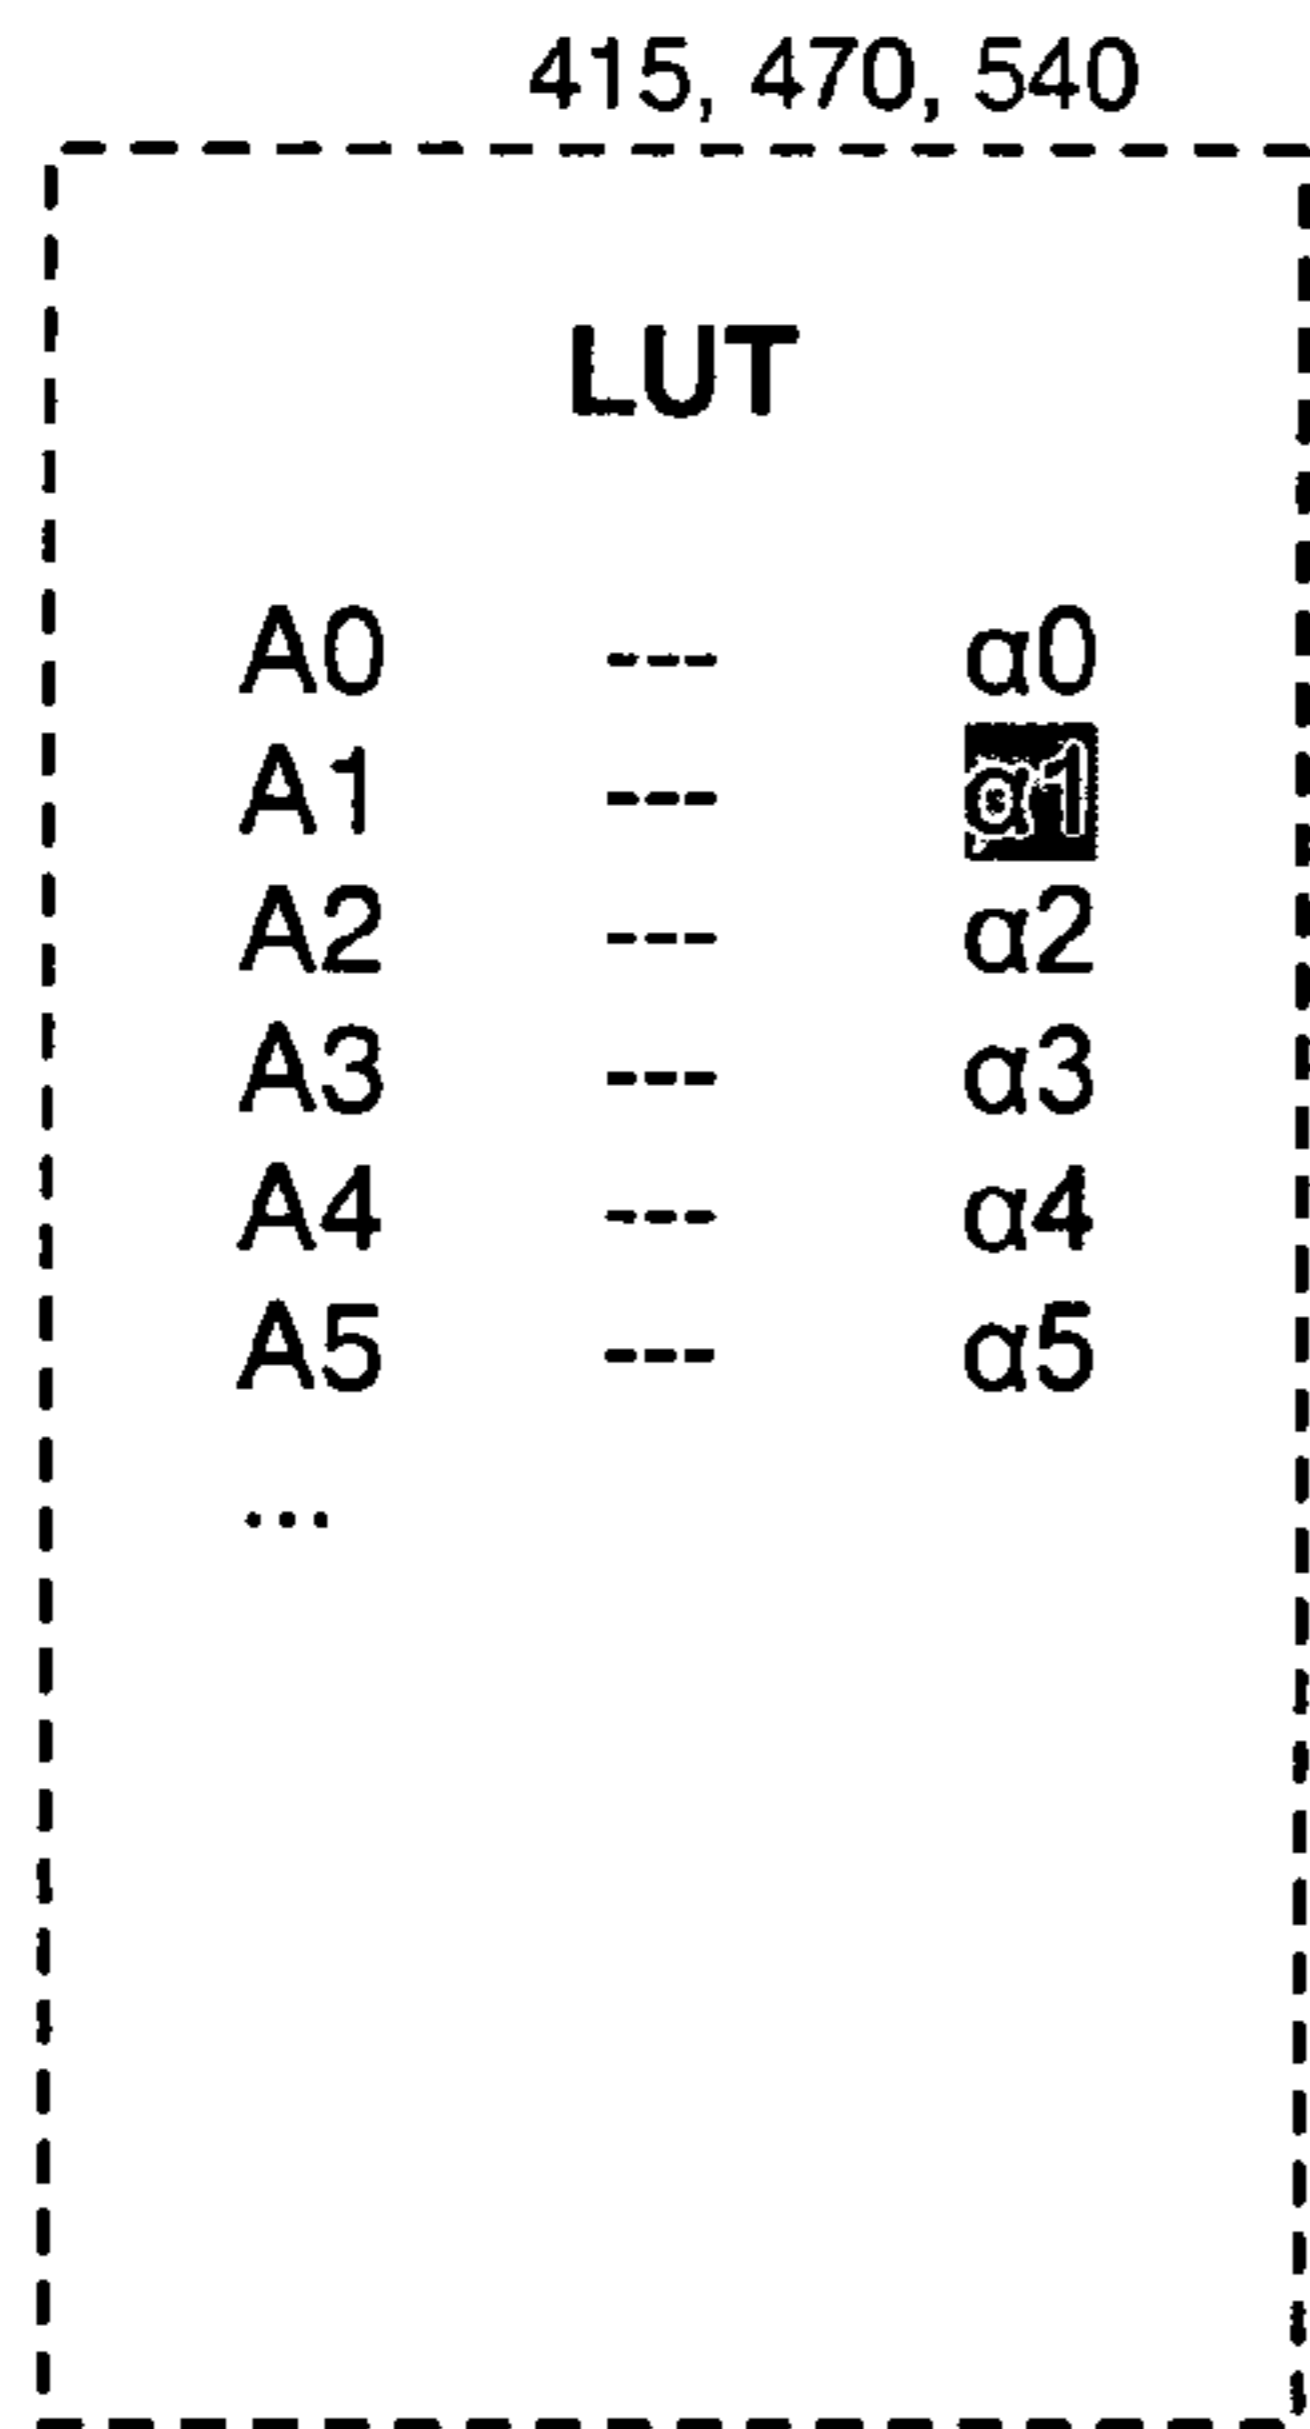 415, 470, 540
LUT
A0 --- α0
A1 --- α1
A2 --- α2
A3 --- α3
A4 --- α4
A5 --- α5
...